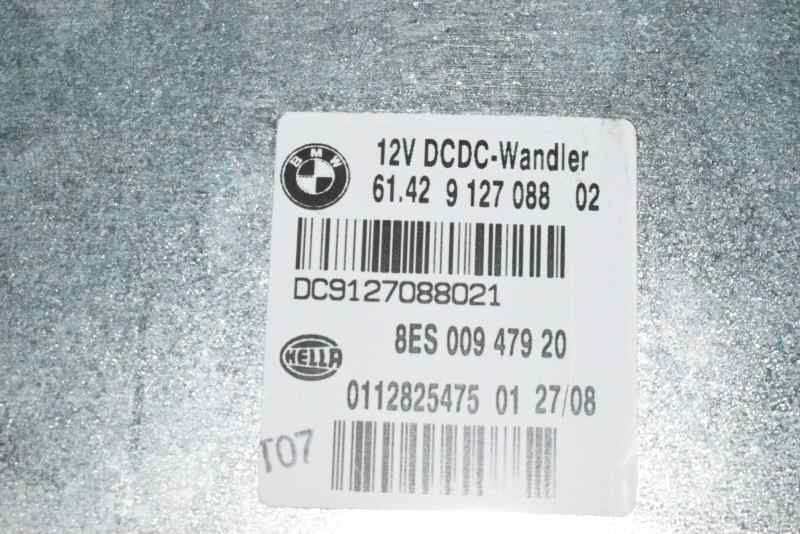 BMW
12V DCDC-Wandler
61.42 9 127 088 02
DC9127088021
HELLA
8ES 009 479 20
0112825475 01 27/08
T07